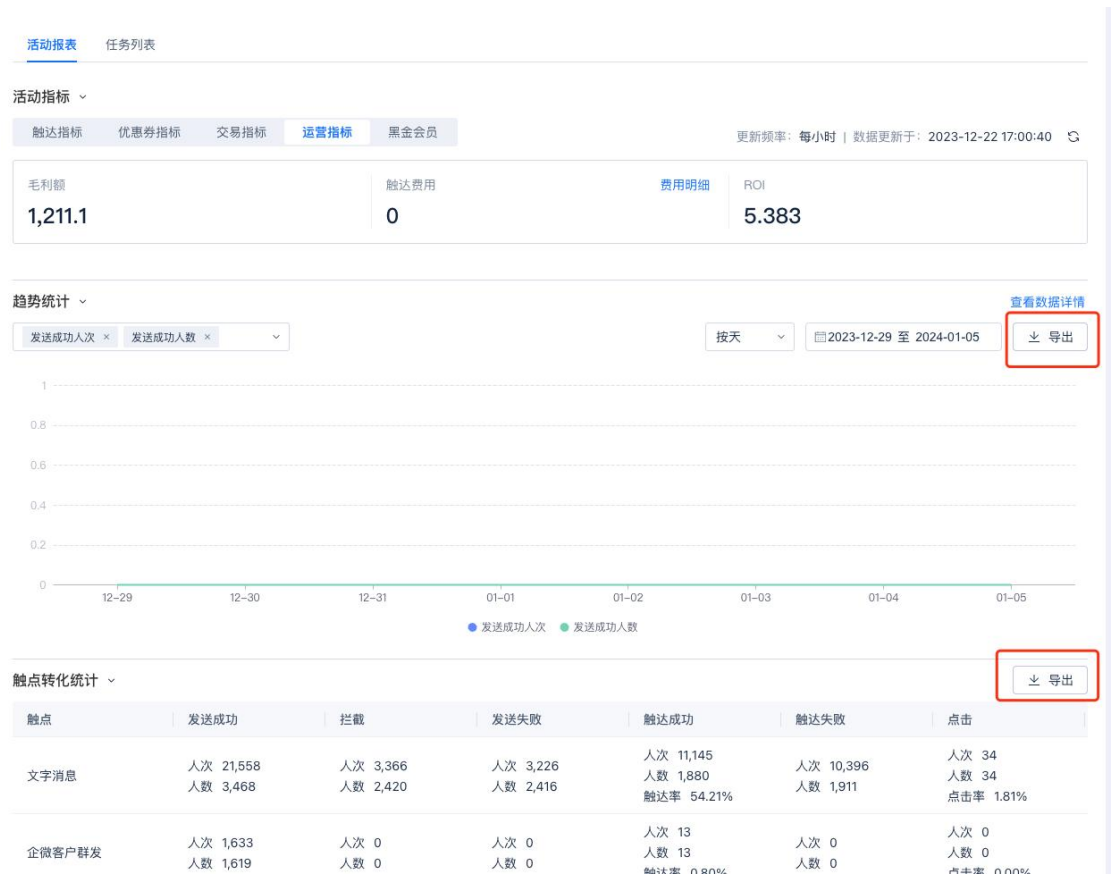 活动报表 任务列表
活动指标
触达指标 优惠券指标 交易指标 运营指标 黑金会员
更新频率：每小时 | 数据更新于：2023-12-22 17:00:40
毛利额 触达费用 费用明细 ROI
1,211.1 0 5.383
趋势统计 查看数据详情
发送成功人次 × 发送成功人数 × 按天 2023-12-29 至 2024-01-05 导出
1
0.8
0.6
0.4
0.2
0
12-29 12-30 12-31 01-01 01-02 01-03 01-04 01-05
发送成功人次 发送成功人数
触点转化统计 导出
触点 发送成功 拦截 发送失败 触达成功 触达失败 点击
文字消息 人次 21,558 人次 3,366 人次 3,226 人次 11,145 人次 10,396 人次 34
人数 3,468 人数 2,420 人数 2,416 人数 1,880 人数 1,911 人数 34
触达率 54.21% 点击率 1.81%
企微客户群发 人次 1,633 人次 0 人次 0 人次 13 人次 0 人次 0
人数 1,619 人数 0 人数 0 人数 13 人数 0 人数 0
触达率 0.80% 点击率 0.00%